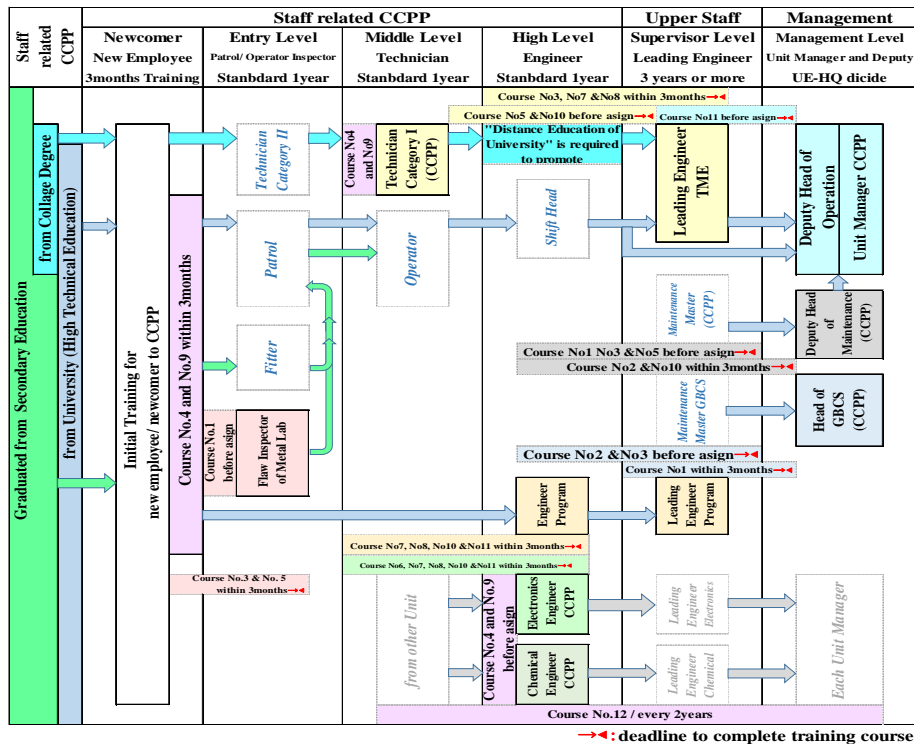 Staff related CCPP
Staff related CCPP
Upper Staff
Management
Newcomer
New Employee
3months Training
Entry Level
Patrol/ Operator Inspector
Stanbdard 1year
Middle Level
Technician
Stanbdard 1year
High Level
Engineer
Stanbdard 1year
Supervisor Level
Leading Engineer
3 years or more
Management Level
Unit Manager and Deputy
UE-HQ dicide
Graduated from Secondary Education
from Collage Degree
from University (High Technical Education)
Initial Training for
new employee/ newcomer to CCPP
Course No3, No7 &No8 within 3months
Course No5 &No10 before asign
Course No11 before asign
Technician
Category II
Course No4
and No9
Technician
Category I
(CCPP)
"Distance Education of
University" is required
to promote
Leading Engineer
TME
Deputy Head of
Operation
Unit Manager CCPP
Course No.4 and No.9 within 3months
Patrol
Operator
Shift Head
Fitter
Maintenance
Master
(CCPP)
Deputy Head
of
Maintenance
(CCPP)
Course No1 No3 &No5 before asign
Course No2 &No10 within 3months
Course No.1
before asign
Flaw Inspector
of Metal Lab
Maintenance
Master GBCS
Head of
GBCS
(CCPP)
Course No2 &No3 before asign
Course No1 within 3months
Engineer
Program
Leading
Engineer
Program
Course No7, No8, No10 &No11 within 3months
Course No6, No7, No8, No10 &No11 within 3months
Course No.3 & No. 5
within 3months
from other Unit
Course No.4 and No.9
before asign
Electronics
Engineer
CCPP
Leading
Engineer
Electronics
Chemical
Engineer
CCPP
Leading
Engineer
Chemical
Each Unit Manager
Course No.12 / every 2years
: deadline to complete training course